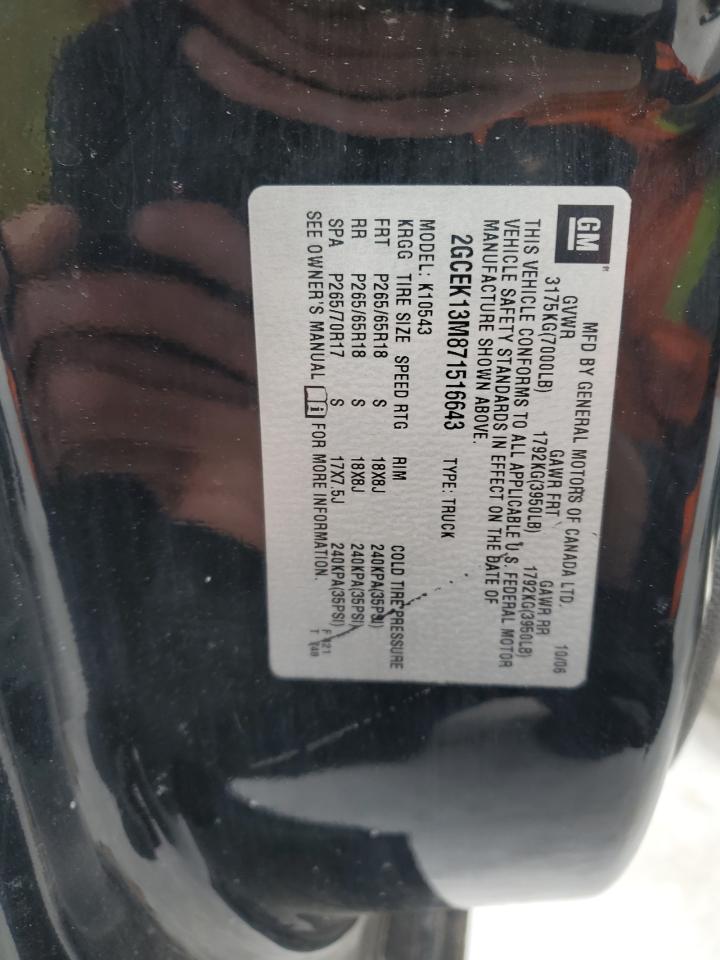 GM
MFD BY GENERAL MOTORS OF CANADA LTD. 10/06
GVWR GAWR FRT GAWR RR
3175KG(7000LB) 1792KG(3950LB) 1792KG(3950LB)
THIS VEHICLE CONFORMS TO ALL APPLICABLE U.S. FEDERAL MOTOR
VEHICLE SAFETY STANDARDS IN EFFECT ON THE DATE OF
MANUFACTURE SHOWN ABOVE.
2GCEK13M871516643 TYPE: TRUCK
MODEL: K10543
KRGG TIRE SIZE SPEED RTG RIM COLD TIRE PRESSURE
FRT P265/65R18 S 18X8J 240KPA(35PSI)
RR P265/65R18 S 18X8J 240KPA(35PSI)
SPA P265/70R17 S 17X7.5J 240KPA(35PSI)
SEE OWNER'S MANUAL i FOR MORE INFORMATION.